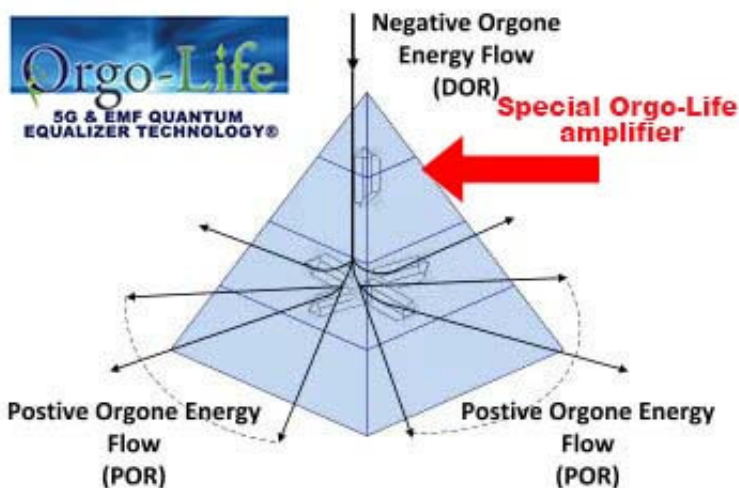 Orgo-Life
5G & EMF QUANTUM
EQUALIZER TECHNOLOGY®
Negative Orgone
Energy Flow
(DOR)
Special Orgo-Life
amplifier
Postive Orgone Energy
Flow
(POR)
Postive Orgone Energy
Flow
(POR)